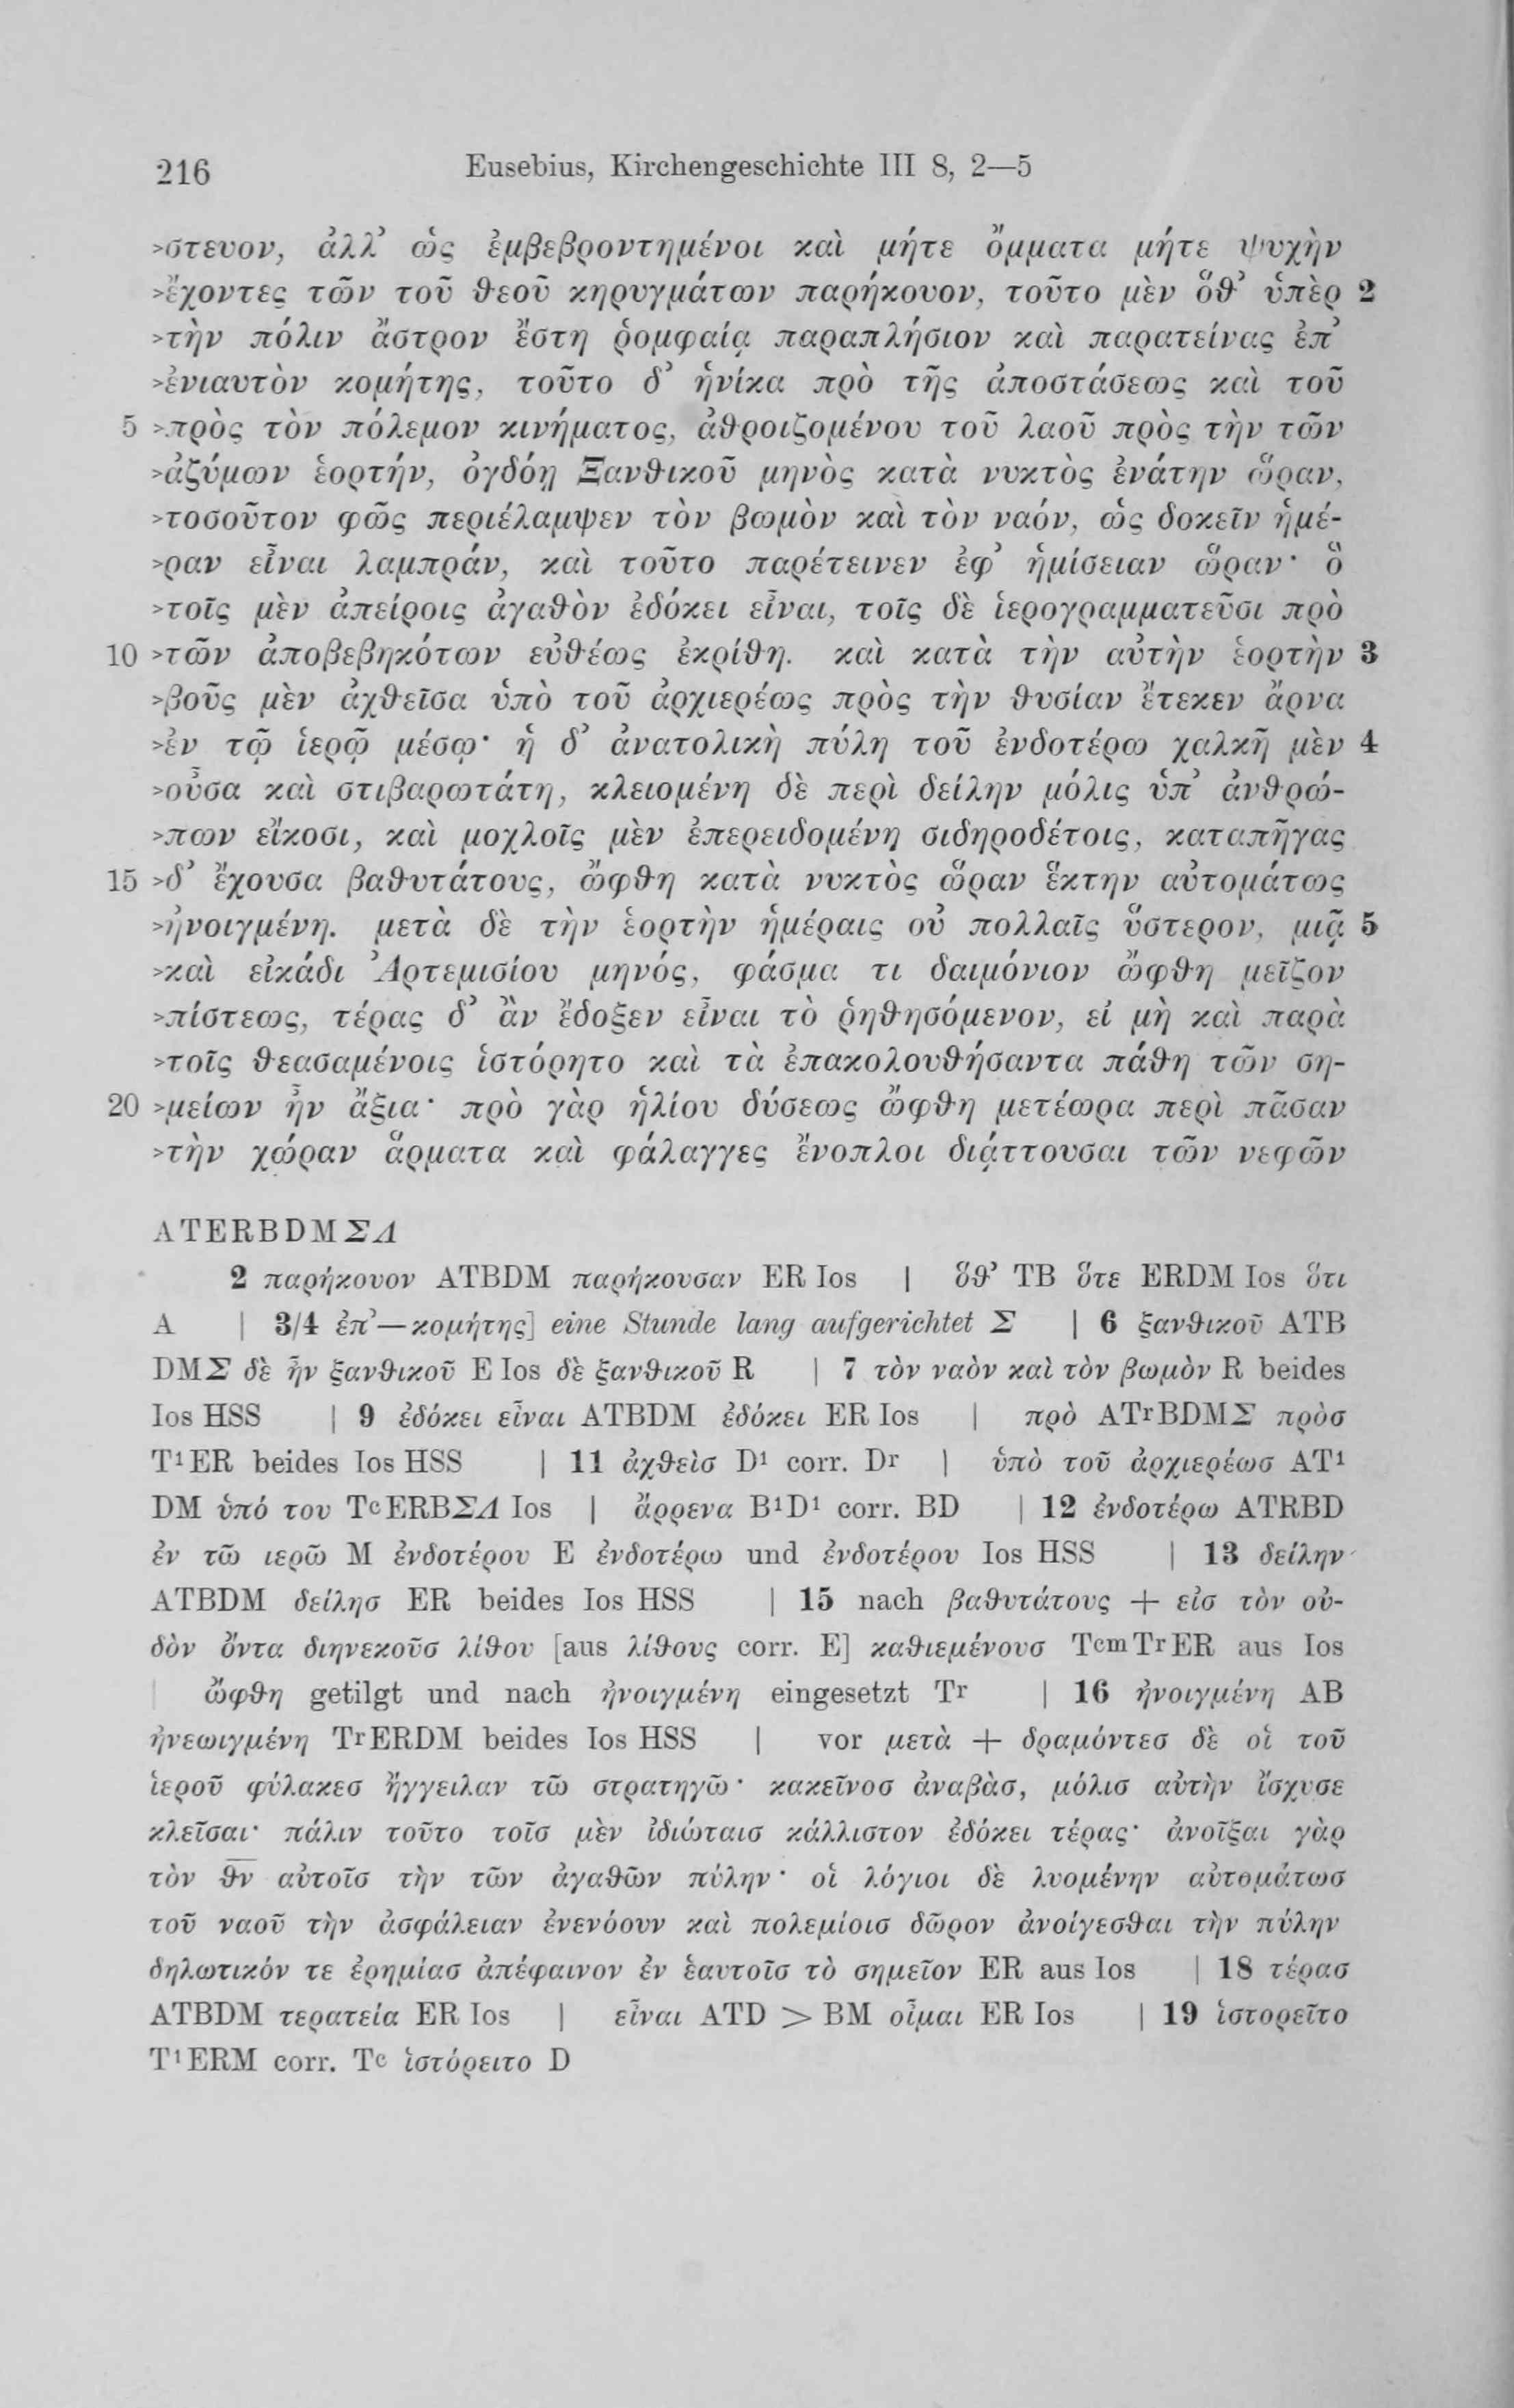 216 Eusebius, Kirchengeschichte III 8, 2—5
>στευον, ἀλλ’ ὡς ἐμβεβροντημένοι καὶ μήτε ὄμματα μήτε ψυχὴν
>ἔχοντες τῶν τοῦ θεοῦ κηρυγμάτων παρήκουον, τοῦτο μὲν ὅθ’ ὑπὲρ 2
>τὴν πόλιν ἄστρον ἔστη ῥομφαίᾳ παραπλήσιον καὶ παρατείνας ἐπ’
>ἐνιαυτὸν κομήτης, τοῦτο δ’ ἡνίκα πρὸ τῆς ἀποστάσεως καὶ τοῦ
5 >πρὸς τὸν πόλεμον κινήματος, ἀθροιζομένου τοῦ λαοῦ πρὸς τὴν τῶν
>ἀζύμων ἑορτήν, ὀγδόῃ Ξανθικοῦ μηνὸς κατὰ νυκτὸς ἐνάτην ὥραν,
>τοσοῦτον φῶς περιέλαμψεν τὸν βωμὸν καὶ τὸν ναόν, ὡς δοκεῖν ἡμέ-
>ραν εἶναι λαμπράν, καὶ τοῦτο παρέτεινεν ἐφ’ ἡμίσειαν ὥραν· ὃ
>τοῖς μὲν ἀπείροις ἀγαθὸν ἐδόκει εἶναι, τοῖς δὲ ἱερογραμματεῦσι πρὸ
10 >τῶν ἀποβεβηκότων εὐθέως ἐκρίθη. καὶ κατὰ τὴν αὐτὴν ἑορτὴν 3
>βοῦς μὲν ἀχθεῖσα ὑπὸ τοῦ ἀρχιερέως πρὸς τὴν θυσίαν ἔτεκεν ἄρνα
>ἐν τῷ ἱερῷ μέσῳ· ἡ δ’ ἀνατολικὴ πύλη τοῦ ἐνδοτέρω χαλκῆ μὲν 4
>οὖσα καὶ στιβαρωτάτη, κλειομένη δὲ περὶ δείλην μόλις ὑπ’ ἀνθρώ-
>πων εἴκοσι, καὶ μοχλοῖς μὲν ἐπερειδομένη σιδηροδέτοις, καταπῆγας
15 >δ’ ἔχουσα βαθυτάτους, ὤφθη κατὰ νυκτὸς ὥραν ἕκτην αὐτομάτως
>ἠνοιγμένη. μετὰ δὲ τὴν ἑορτὴν ἡμέραις οὐ πολλαῖς ὕστερον, μιᾷ 5
>καὶ εἰκάδι Ἀρτεμισίου μηνός, φάσμα τι δαιμόνιον ὤφθη μεῖζον
>πίστεως, τέρας δ’ ἂν ἔδοξεν εἶναι τὸ ῥηθησόμενον, εἰ μὴ καὶ παρὰ
>τοῖς θεασαμένοις ἱστόρητο καὶ τὰ ἐπακολουθήσαντα πάθη τῶν ση-
20 >μείων ἦν ἄξια· πρὸ γὰρ ἡλίου δύσεως ὤφθη μετέωρα περὶ πᾶσαν
>τὴν χώραν ἅρματα καὶ φάλαγγες ἔνοπλοι διᾴττουσαι τῶν νεφῶν
ATERBDMΣΛ
2 παρήκουον ATBDM παρήκουσαν ER Ios | ὅθ’ TB ὅτε ERDM Ios ὅτι
A | 3/4 ἐπ’—κομήτης] eine Stunde lang aufgerichtet Σ | 6 ξανθικοῦ ATB
DMΣ δὲ ἦν ξανθικοῦ E Ios δὲ ξανθικοῦ R | 7 τὸν ναὸν καὶ τὸν βωμὸν R beides
Ios HSS | 9 ἐδόκει εἶναι ATBDM ἐδόκει ER Ios | πρὸ ATrBDMΣ πρὸσ
T¹ER beides Ios HSS | 11 ἀχθεὶσ D¹ corr. Dr | ὑπὸ τοῦ ἀρχιερέωσ AT¹
DM ὑπό του TcERBΣΛ Ios | ἄρρενα B¹D¹ corr. BD | 12 ἐνδοτέρω ATRBD
ἐν τῶ ιερῶ M ἐνδοτέρου E ἐνδοτέρω und ἐνδοτέρου Ios HSS | 13 δείλην
ATBDM δείλησ ER beides Ios HSS | 15 nach βαθυτάτους + εἰσ τὸν οὐ-
δὸν ὄντα διηνεκοῦσ λίθου [aus λίθους corr. E] καθιεμένουσ TcmTrER aus Ios
| ὤφθη getilgt und nach ἠνοιγμένη eingesetzt Tr | 16 ἠνοιγμένη AB
ἠνεωιγμένη TrERDM beides Ios HSS | vor μετὰ + δραμόντεσ δὲ οἱ τοῦ
ἱεροῦ φύλακεσ ἤγγειλαν τῶ στρατηγῶ· κακεῖνοσ ἀναβὰσ, μόλισ αὐτὴν ἴσχυσε
κλεῖσαι· πάλιν τοῦτο τοῖσ μὲν ἰδιώταισ κάλλιστον ἐδόκει τέρας· ἀνοῖξαι γὰρ
τὸν θ̅ν̅ αὐτοῖσ τὴν τῶν ἀγαθῶν πύλην· οἱ λόγιοι δὲ λυομένην αὐτομάτωσ
τοῦ ναοῦ τὴν ἀσφάλειαν ἐνενόουν καὶ πολεμίοισ δῶρον ἀνοίγεσθαι τὴν πύλην
δηλωτικόν τε ἐρημίασ ἀπέφαινον ἐν ἑαυτοῖσ τὸ σημεῖον ER aus Ios | 18 τέρασ
ATBDM τερατεία ER Ios | εἶναι ATD > BM οἶμαι ER Ios | 19 ἱστορεῖτο
T¹ERM corr. Tc ἱστόρειτο D